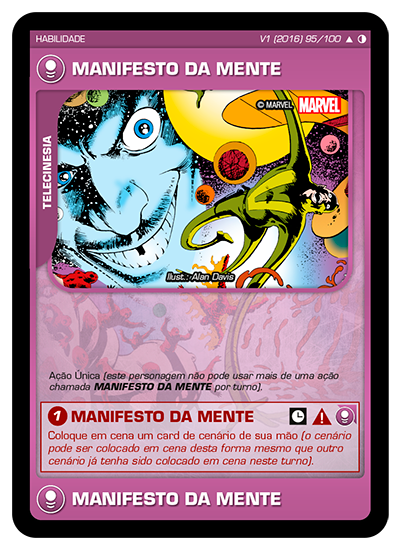 HABILIDADE V1 (2016) 95/100
MANIFESTO DA MENTE
© MARVEL MARVEL
TELECINESIA
Ilust.: Alan Davis
Ação Única (este personagem não pode usar mais de uma ação
chamada MANIFESTO DA MENTE por turno).
1 MANIFESTO DA MENTE
Coloque em cena um card de cenário de sua mão (o cenário
pode ser colocado em cena desta forma mesmo que outro
cenário já tenha sido colocado em cena neste turno).
MANIFESTO DA MENTE